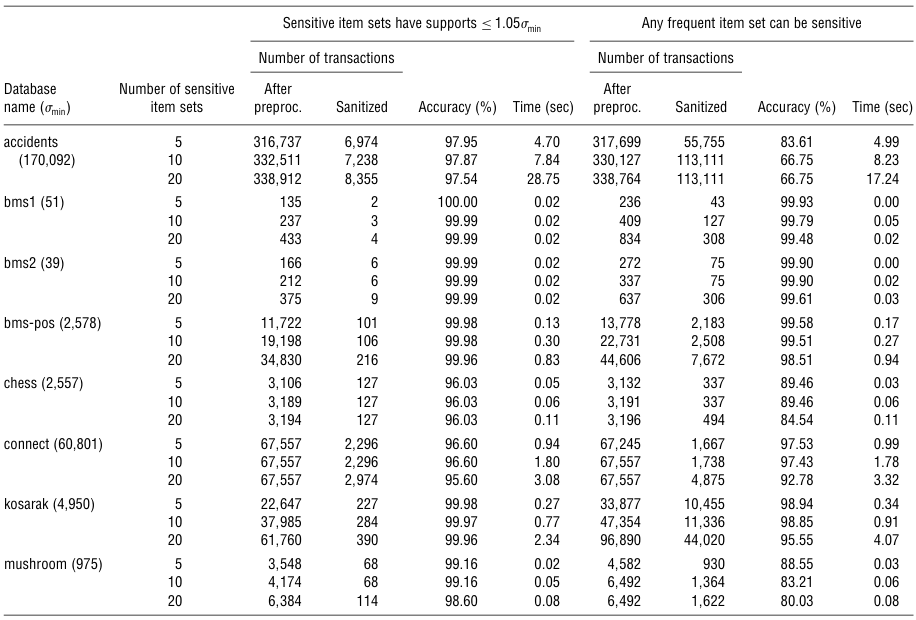 Sensitive item sets have supports ≤ 1.05σmin Any frequent item set can be sensitive
Number of transactions Number of transactions
Database Number of sensitive After After
name (σmin) item sets preproc. Sanitized Accuracy (%) Time (sec) preproc. Sanitized Accuracy (%) Time (sec)
accidents 5 316,737 6,974 97.95 4.70 317,699 55,755 83.61 4.99
(170,092) 10 332,511 7,238 97.87 7.84 330,127 113,111 66.75 8.23
20 338,912 8,355 97.54 28.75 338,764 113,111 66.75 17.24
bms1 (51) 5 135 2 100.00 0.02 236 43 99.93 0.00
10 237 3 99.99 0.02 409 127 99.79 0.05
20 433 4 99.99 0.02 834 308 99.48 0.02
bms2 (39) 5 166 6 99.99 0.02 272 75 99.90 0.00
10 212 6 99.99 0.02 337 75 99.90 0.02
20 375 9 99.99 0.02 637 306 99.61 0.03
bms-pos (2,578) 5 11,722 101 99.98 0.13 13,778 2,183 99.58 0.17
10 19,198 106 99.98 0.30 22,731 2,508 99.51 0.27
20 34,830 216 99.96 0.83 44,606 7,672 98.51 0.94
chess (2,557) 5 3,106 127 96.03 0.05 3,132 337 89.46 0.03
10 3,189 127 96.03 0.06 3,191 337 89.46 0.06
20 3,194 127 96.03 0.11 3,196 494 84.54 0.11
connect (60,801) 5 67,557 2,296 96.60 0.94 67,245 1,667 97.53 0.99
10 67,557 2,296 96.60 1.80 67,557 1,738 97.43 1.78
20 67,557 2,974 95.60 3.08 67,557 4,875 92.78 3.32
kosarak (4,950) 5 22,647 227 99.98 0.27 33,877 10,455 98.94 0.34
10 37,985 284 99.97 0.77 47,354 11,336 98.85 0.91
20 61,760 390 99.96 2.34 96,890 44,020 95.55 4.07
mushroom (975) 5 3,548 68 99.16 0.02 4,582 930 88.55 0.03
10 4,174 68 99.16 0.05 6,492 1,364 83.21 0.06
20 6,384 114 98.60 0.08 6,492 1,622 80.03 0.08